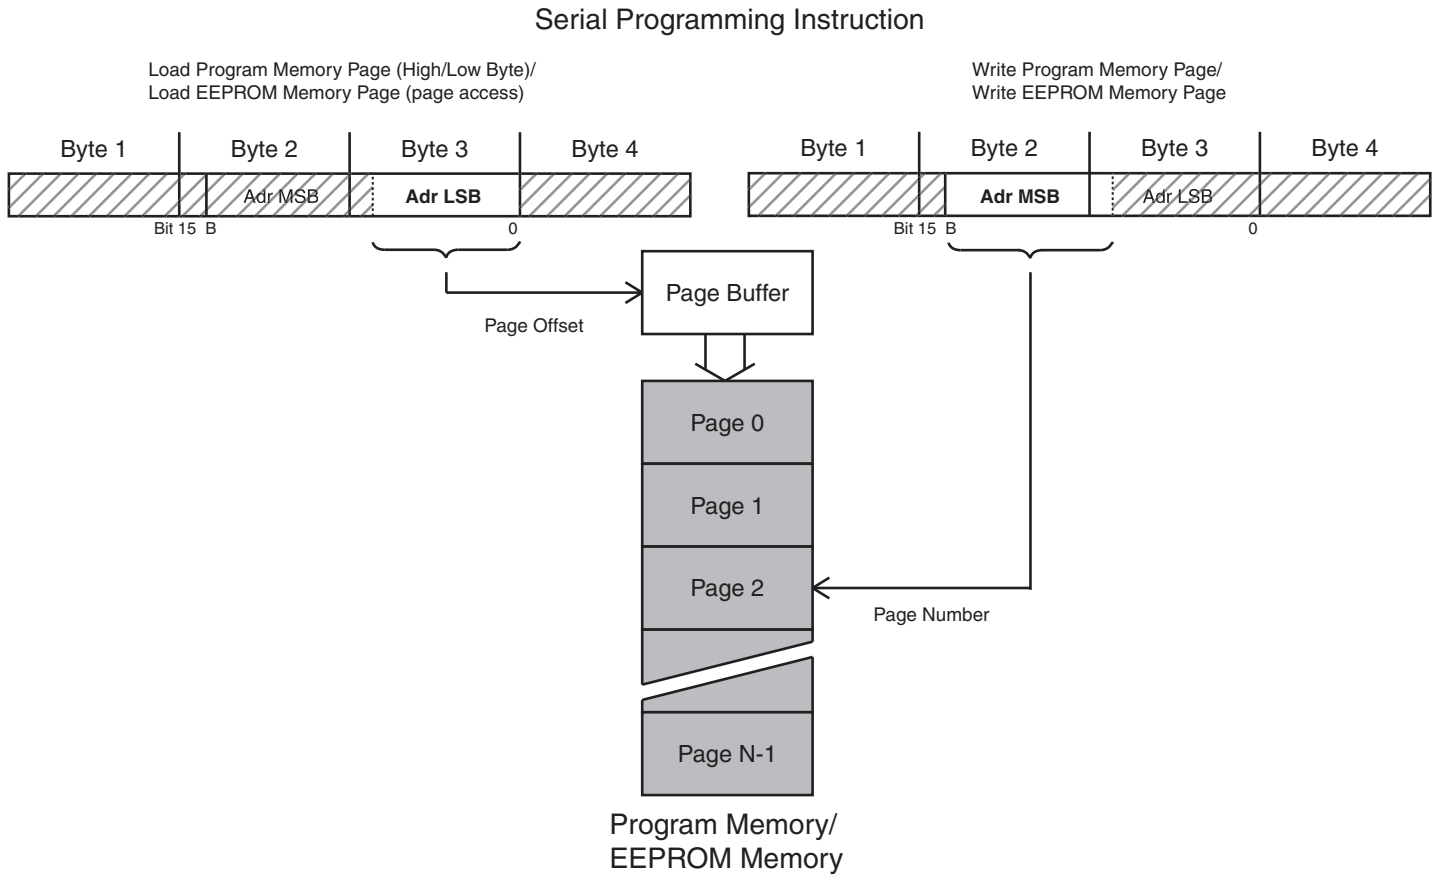 Serial Programming Instruction
Load Program Memory Page (High/Low Byte)/
Load EEPROM Memory Page (page access)
Byte 1 Byte 2 Byte 3 Byte 4
Adr MSB Adr LSB
Bit 15 B 0
Write Program Memory Page/
Write EEPROM Memory Page
Byte 1 Byte 2 Byte 3 Byte 4
Adr MSB Adr LSB
Bit 15 B 0
Page Buffer
Page Offset
Page 0
Page 1
Page 2
Page Number
Page N-1
Program Memory/
EEPROM Memory